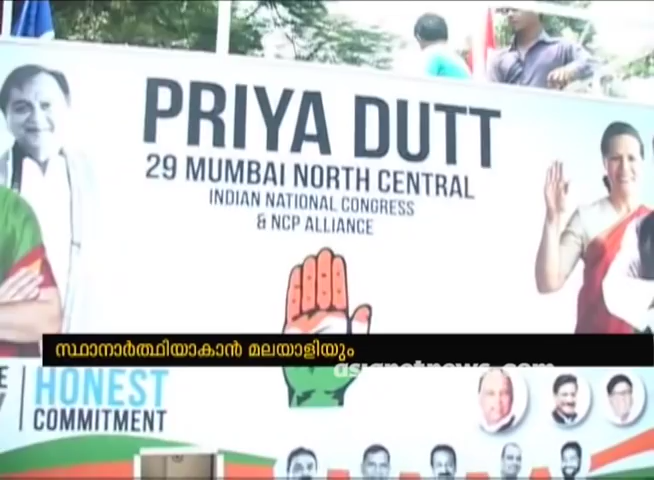 PRIYA DUTT
29 MUMBAI NORTH CENTRAL
INDIAN NATIONAL CONGRESS
& NCP ALLIANCE
സ്ഥാനാർത്ഥിയാകാൻ മലയാളിയും
asianetnews.com
HONEST
COMMITMENT